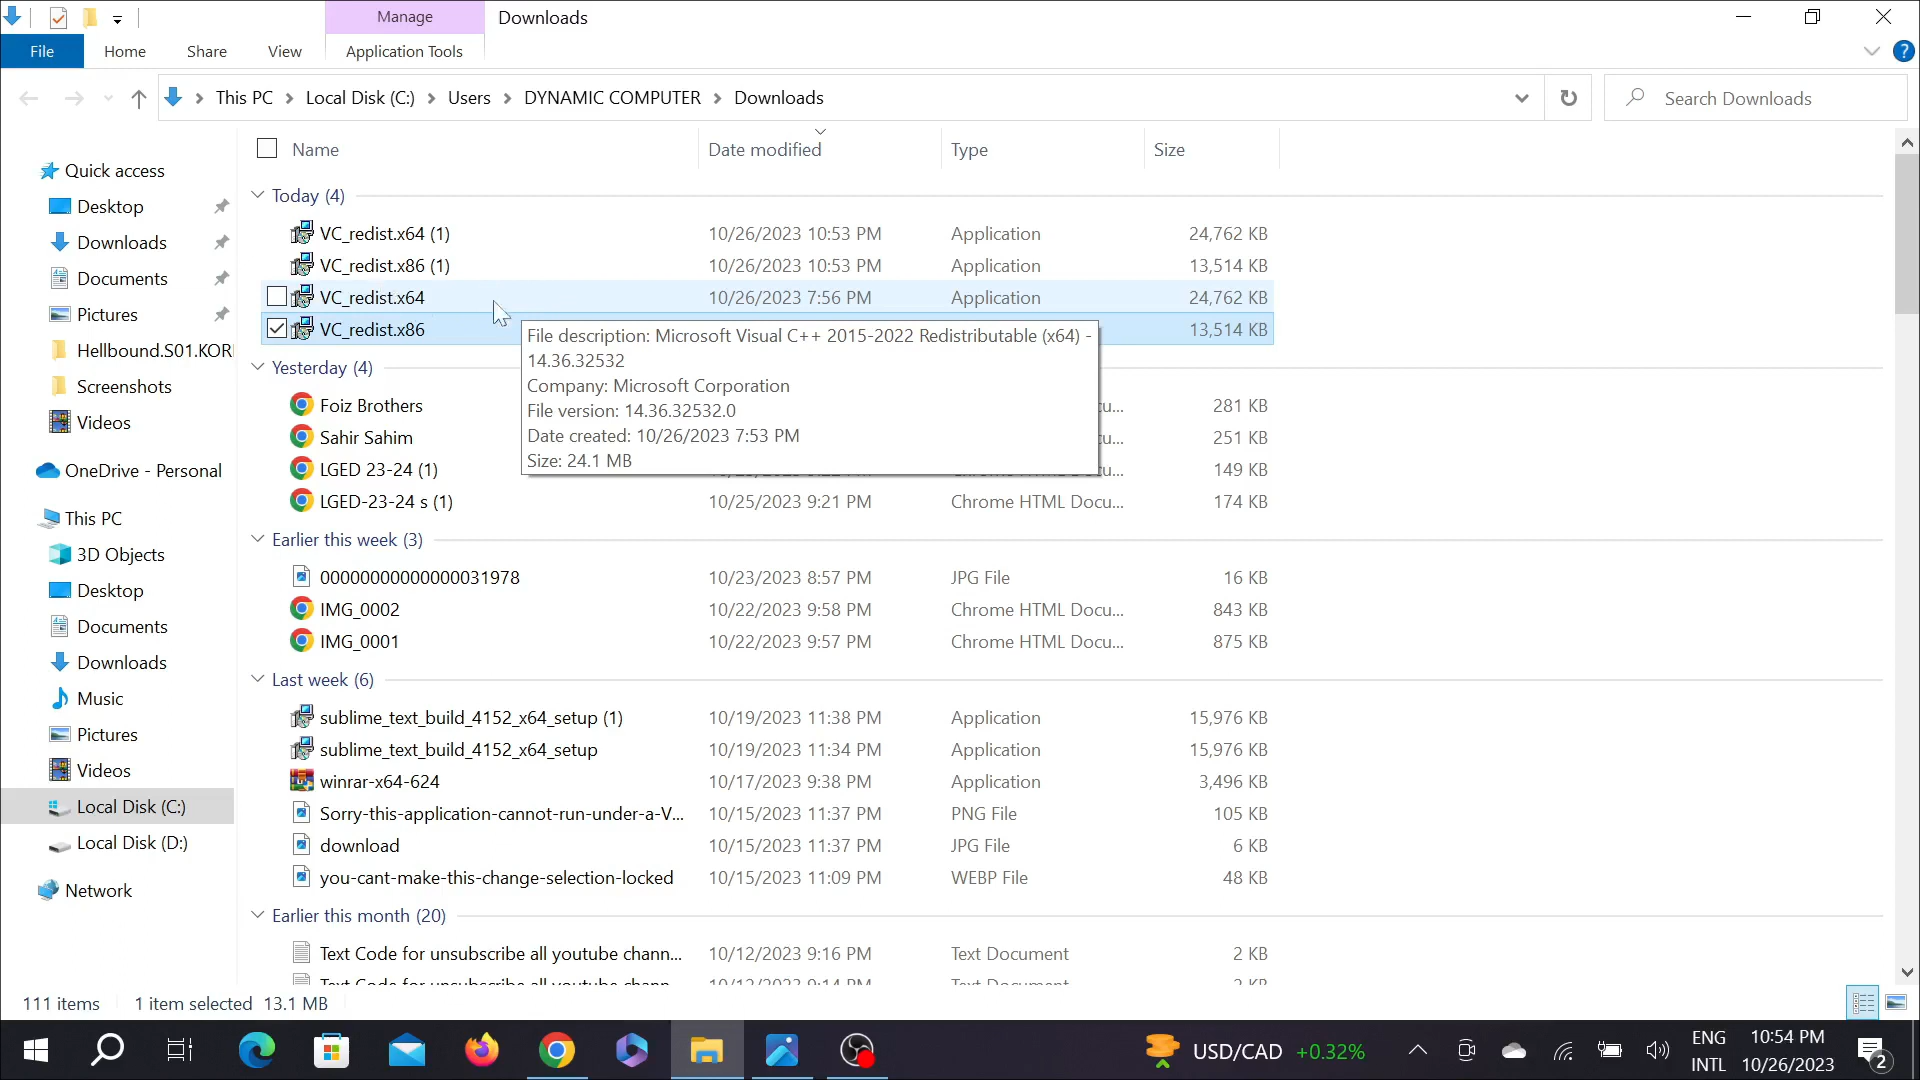 Manage
Downloads
File
Home
Share
View
Application Tools
This PC
Local Disk (C:)
Users
DYNAMIC COMPUTER
Downloads
Search Downloads
Name
Date modified
Type
Size
Quick access
Desktop
Downloads
Documents
Pictures
Hellbound.S01.KOR
Screenshots
Videos
OneDrive - Personal
This PC
3D Objects
Desktop
Documents
Downloads
Music
Pictures
Videos
Local Disk (C:)
Local Disk (D:)
Network
Today (4)
VC_redist.x64 (1) 10/26/2023 10:53 PM Application 24,762 KB
VC_redist.x86 (1) 10/26/2023 10:53 PM Application 13,514 KB
VC_redist.x64 10/26/2023 7:56 PM Application 24,762 KB
VC_redist.x86 13,514 KB
File description: Microsoft Visual C++ 2015-2022 Redistributable (x64) -
14.36.32532
Company: Microsoft Corporation
File version: 14.36.32532.0
Date created: 10/26/2023 7:53 PM
Size: 24.1 MB
Yesterday (4)
Foiz Brothers 281 KB
Sahir Sahim 251 KB
LGED 23-24 (1) 149 KB
LGED-23-24 s (1) 10/25/2023 9:21 PM Chrome HTML Docu... 174 KB
Earlier this week (3)
00000000000000031978 10/23/2023 8:57 PM JPG File 16 KB
IMG_0002 10/22/2023 9:58 PM Chrome HTML Docu... 843 KB
IMG_0001 10/22/2023 9:57 PM Chrome HTML Docu... 875 KB
Last week (6)
sublime_text_build_4152_x64_setup (1) 10/19/2023 11:38 PM Application 15,976 KB
sublime_text_build_4152_x64_setup 10/19/2023 11:34 PM Application 15,976 KB
winrar-x64-624 10/17/2023 9:38 PM Application 3,496 KB
Sorry-this-application-cannot-run-under-a-V... 10/15/2023 11:37 PM PNG File 105 KB
download 10/15/2023 11:37 PM JPG File 6 KB
you-cant-make-this-change-selection-locked 10/15/2023 11:09 PM WEBP File 48 KB
Earlier this month (20)
Text Code for unsubscribe all youtube chann... 10/12/2023 9:16 PM Text Document 2 KB
111 items 1 item selected 13.1 MB
USD/CAD +0.32%
ENG
INTL
10:54 PM
10/26/2023
2